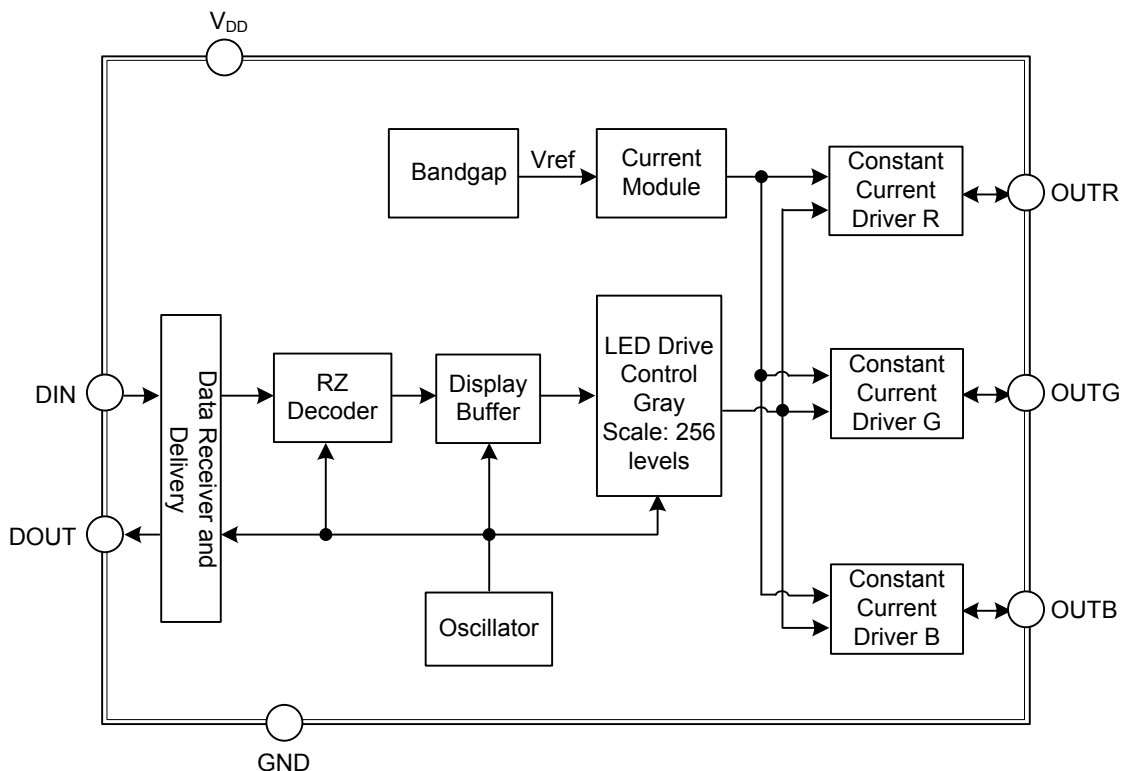 VDD
Bandgap
Vref
Current
Module
Constant
Current
Driver R
OUTR
DIN
Data Receiver and
Delivery
RZ
Decoder
Display
Buffer
LED Drive
Control
Gray
Scale: 256
levels
Constant
Current
Driver G
OUTG
DOUT
Oscillator
Constant
Current
Driver B
OUTB
GND